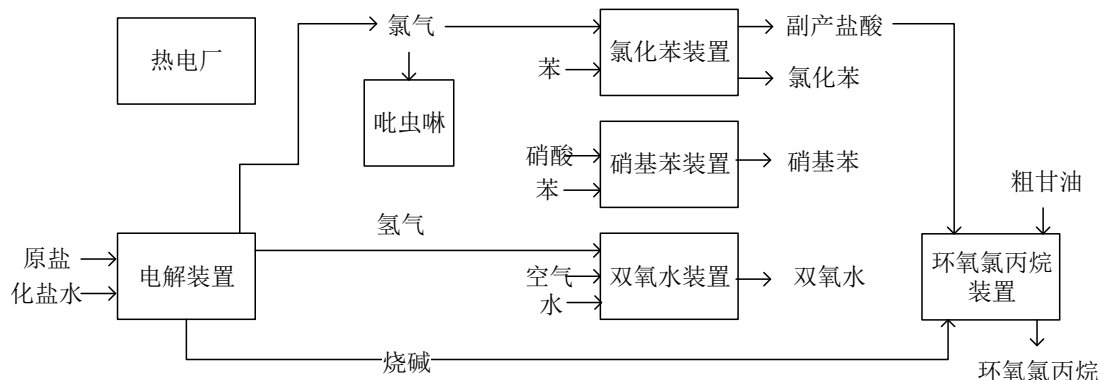 氯气
副产盐酸
热电厂
氯化苯装置
苯
氯化苯
吡虫啉
硝酸
硝基苯装置
硝基苯
苯
粗甘油
氢气
原盐
电解装置
化盐水
空气
双氧水装置
双氧水
水
环氧氯丙烷
装置
烧碱
环氧氯丙烷